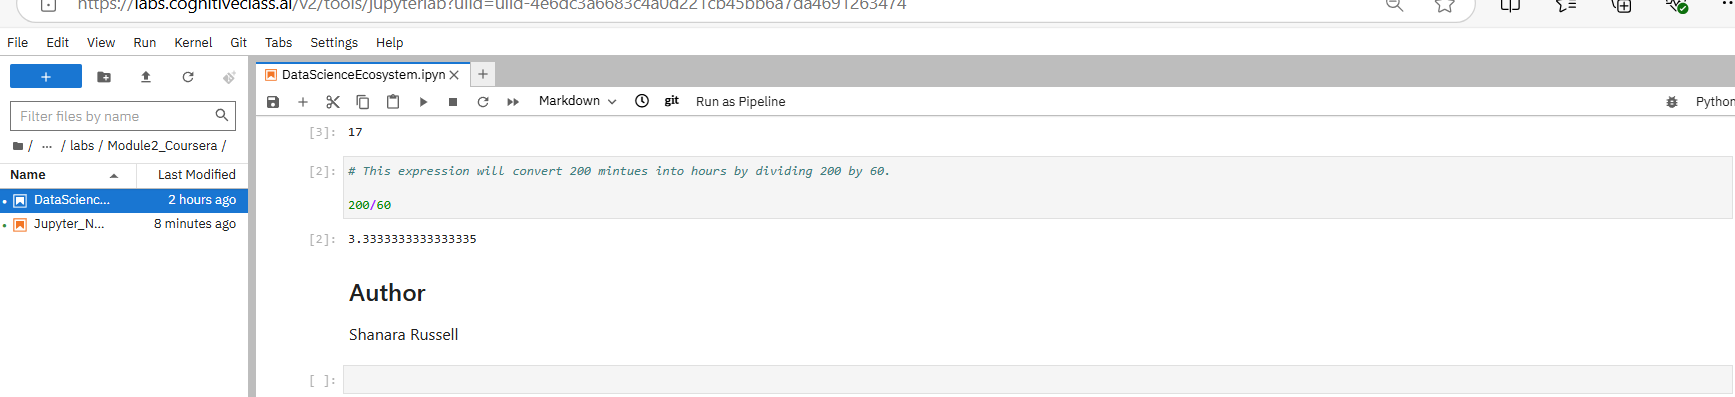 https://labs.cognitiveclass.ai/v2/tools/jupyterlab?ulid=ulid-4e6dc3a6683c4a0d221cb45bb6a7da4691263474
File Edit View Run Kernel Git Tabs Settings Help
DataScienceEcosystem.ipyn
Markdown git Run as Pipeline Python
Filter files by name
/ ... / labs / Module2_Coursera /
Name Last Modified
DataScienc... 2 hours ago
Jupyter_N... 8 minutes ago
[3]: 17
[2]: # This expression will convert 200 mintues into hours by dividing 200 by 60.
200/60
[2]: 3.3333333333333335
Author
Shanara Russell
[ ]: